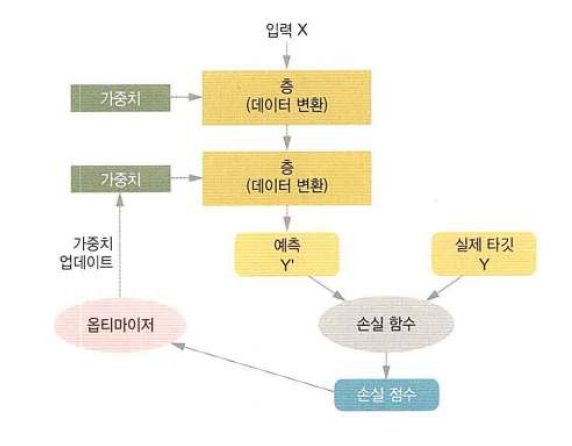 입력 X
가중치
층
(데이터 변환)
가중치
층
(데이터 변환)
가중치
업데이트
예측
Y'
실제 타깃
Y
옵티마이저
손실 함수
손실 점수